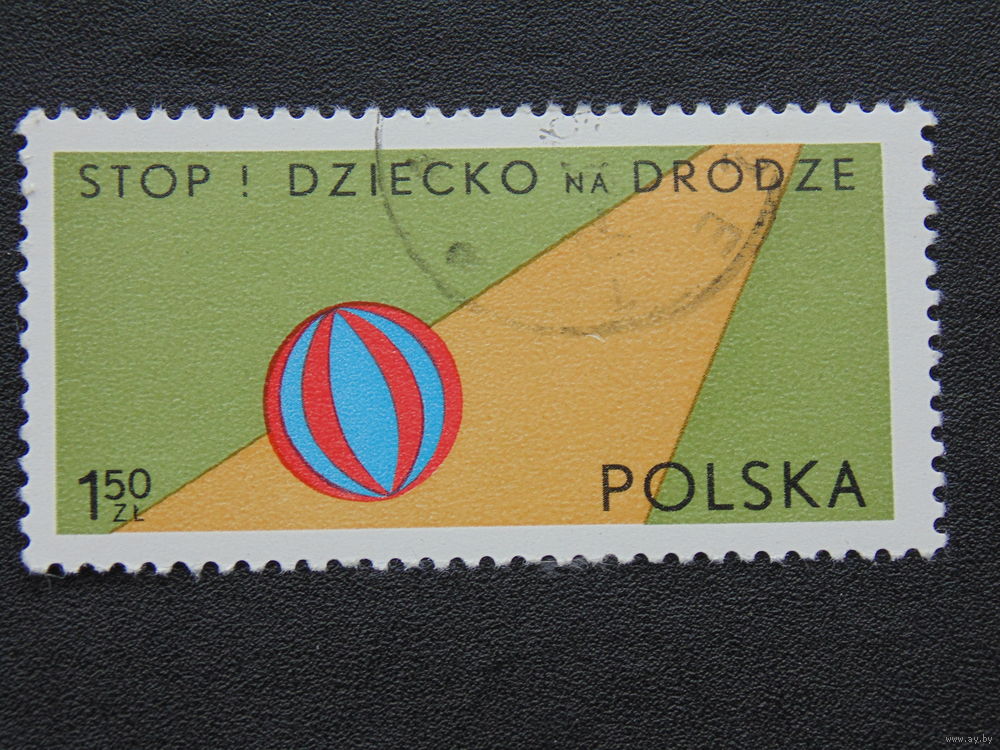 STOP ! DZIECKO NA DRODZE
1 50 ZŁ
POLSKA
www.ay.by